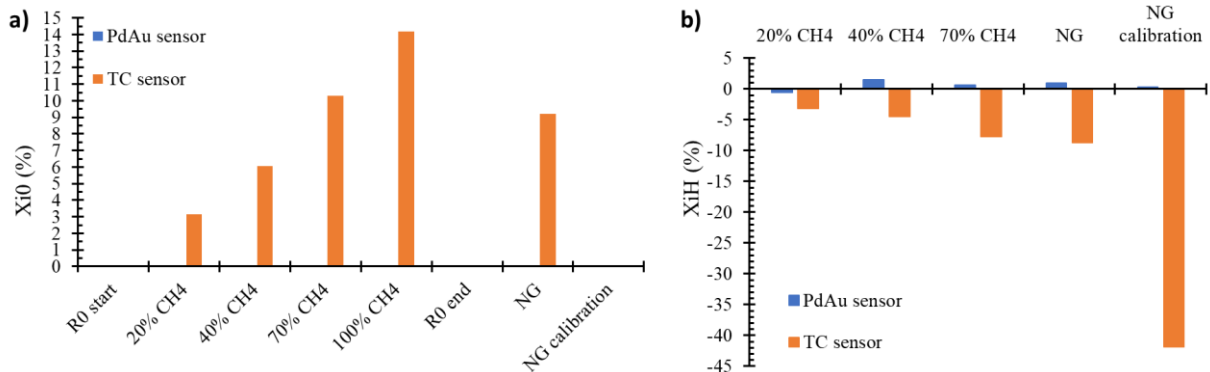 a)
Xi0 (%)
15
14
13
12
11
10
9
8
7
6
5
4
3
2
1
0
PdAu sensor
TC sensor
R0 start
20% CH4
40% CH4
70% CH4
100% CH4
R0 end
NG
NG calibration
b)
20% CH4
40% CH4
70% CH4
NG
NG
calibration
XiH (%)
5
0
-5
-10
-15
-20
-25
-30
-35
-40
-45
PdAu sensor
TC sensor